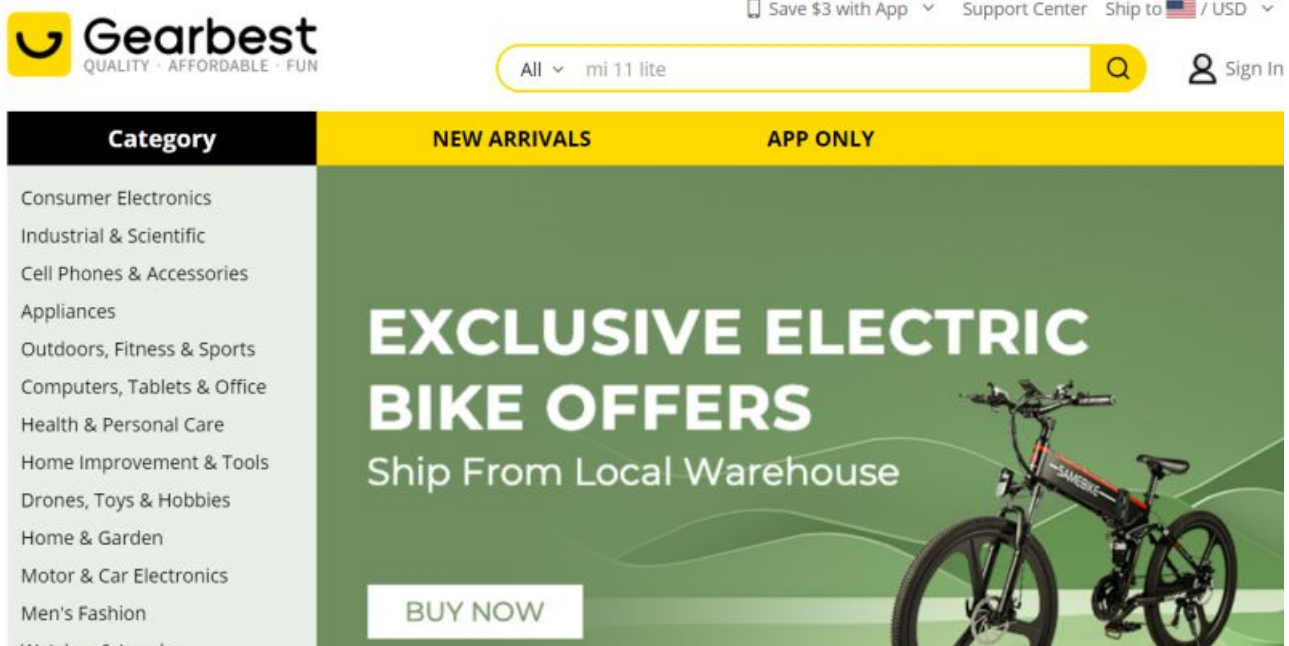 Save $3 with App
Support Center
Ship to / USD
Gearbest
QUALITY · AFFORDABLE · FUN
All
mi 11 lite
Sign In
Category
NEW ARRIVALS
APP ONLY
Consumer Electronics
Industrial & Scientific
Cell Phones & Accessories
Appliances
Outdoors, Fitness & Sports
Computers, Tablets & Office
Health & Personal Care
Home Improvement & Tools
Drones, Toys & Hobbies
Home & Garden
Motor & Car Electronics
Men's Fashion
EXCLUSIVE ELECTRIC
BIKE OFFERS
Ship From Local Warehouse
SAMEBIKE
BUY NOW